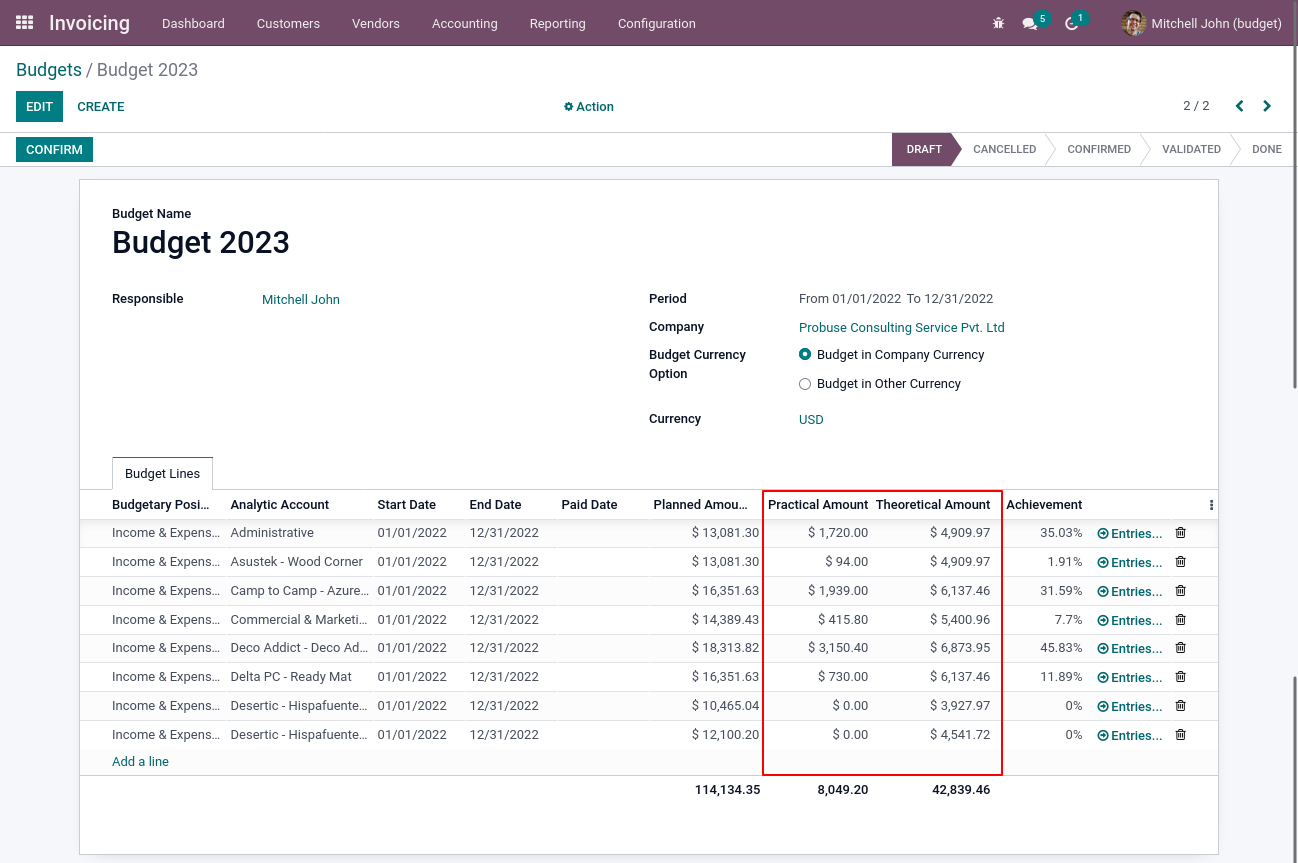 Invoicing Dashboard Customers Vendors Accounting Reporting Configuration 5 1 Mitchell John (budget)
Budgets / Budget 2023
EDIT CREATE Action 2 / 2
CONFIRM DRAFT CANCELLED CONFIRMED VALIDATED DONE
Budget Name
Budget 2023
Responsible Mitchell John Period From 01/01/2022 To 12/31/2022
Company Probuse Consulting Service Pvt. Ltd
Budget Currency Option Budget in Company Currency
Budget in Other Currency
Currency USD
Budget Lines
Budgetary Posi... Analytic Account Start Date End Date Paid Date Planned Amou... Practical Amount Theoretical Amount Achievement
Income & Expens... Administrative 01/01/2022 12/31/2022 $ 13,081.30 $ 1,720.00 $ 4,909.97 35.03% Entries...
Income & Expens... Asustek - Wood Corner 01/01/2022 12/31/2022 $ 13,081.30 $ 94.00 $ 4,909.97 1.91% Entries...
Income & Expens... Camp to Camp - Azure... 01/01/2022 12/31/2022 $ 16,351.63 $ 1,939.00 $ 6,137.46 31.59% Entries...
Income & Expens... Commercial & Marketi... 01/01/2022 12/31/2022 $ 14,389.43 $ 415.80 $ 5,400.96 7.7% Entries...
Income & Expens... Deco Addict - Deco Ad... 01/01/2022 12/31/2022 $ 18,313.82 $ 3,150.40 $ 6,873.95 45.83% Entries...
Income & Expens... Delta PC - Ready Mat 01/01/2022 12/31/2022 $ 16,351.63 $ 730.00 $ 6,137.46 11.89% Entries...
Income & Expens... Desertic - Hispafuente... 01/01/2022 12/31/2022 $ 10,465.04 $ 0.00 $ 3,927.97 0% Entries...
Income & Expens... Desertic - Hispafuente... 01/01/2022 12/31/2022 $ 12,100.20 $ 0.00 $ 4,541.72 0% Entries...
Add a line
114,134.35 8,049.20 42,839.46